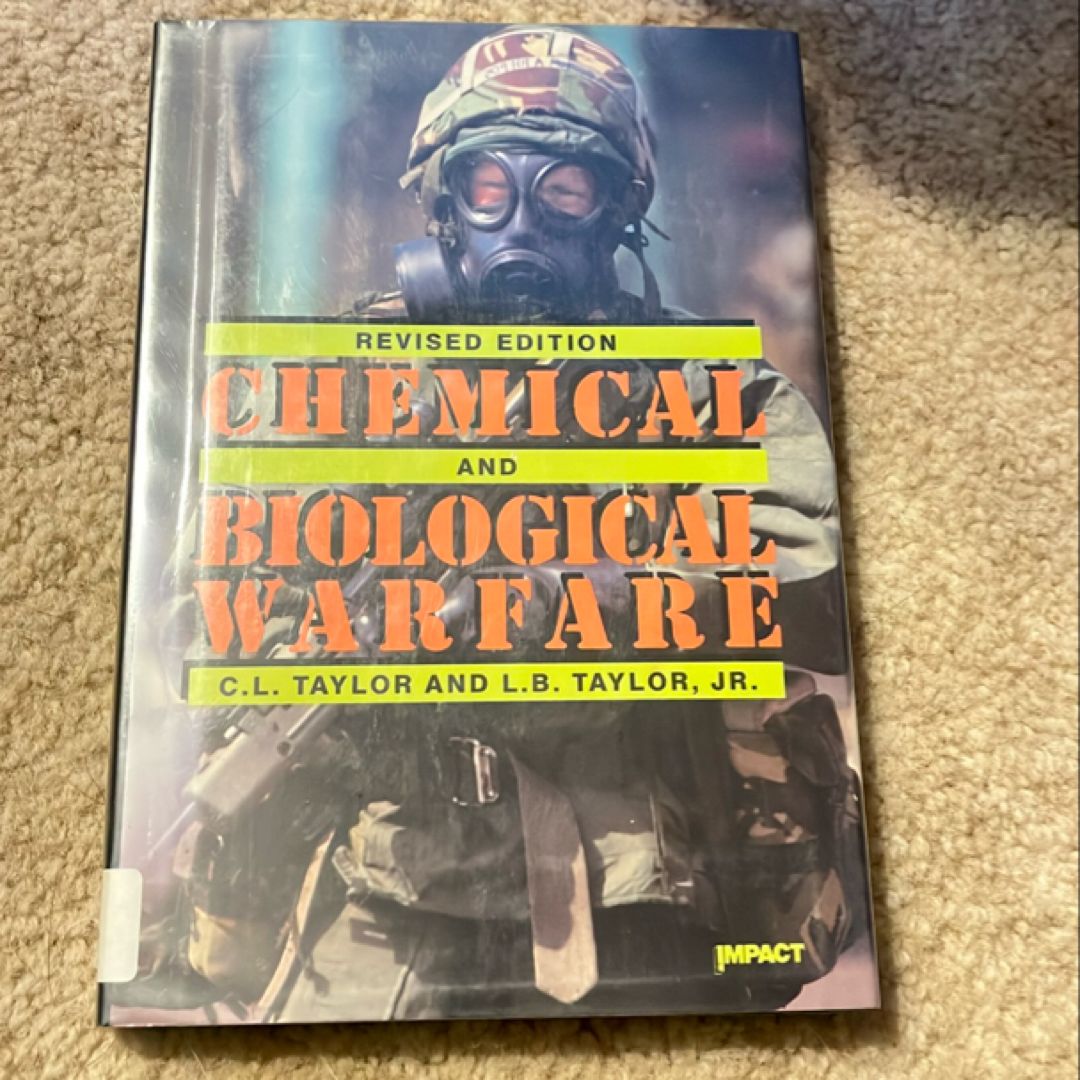 REVISED EDITION
CHEMICAL
AND
BIOLOGICAL
WARFARE
C.L. TAYLOR AND L.B. TAYLOR, JR.
IMPACT